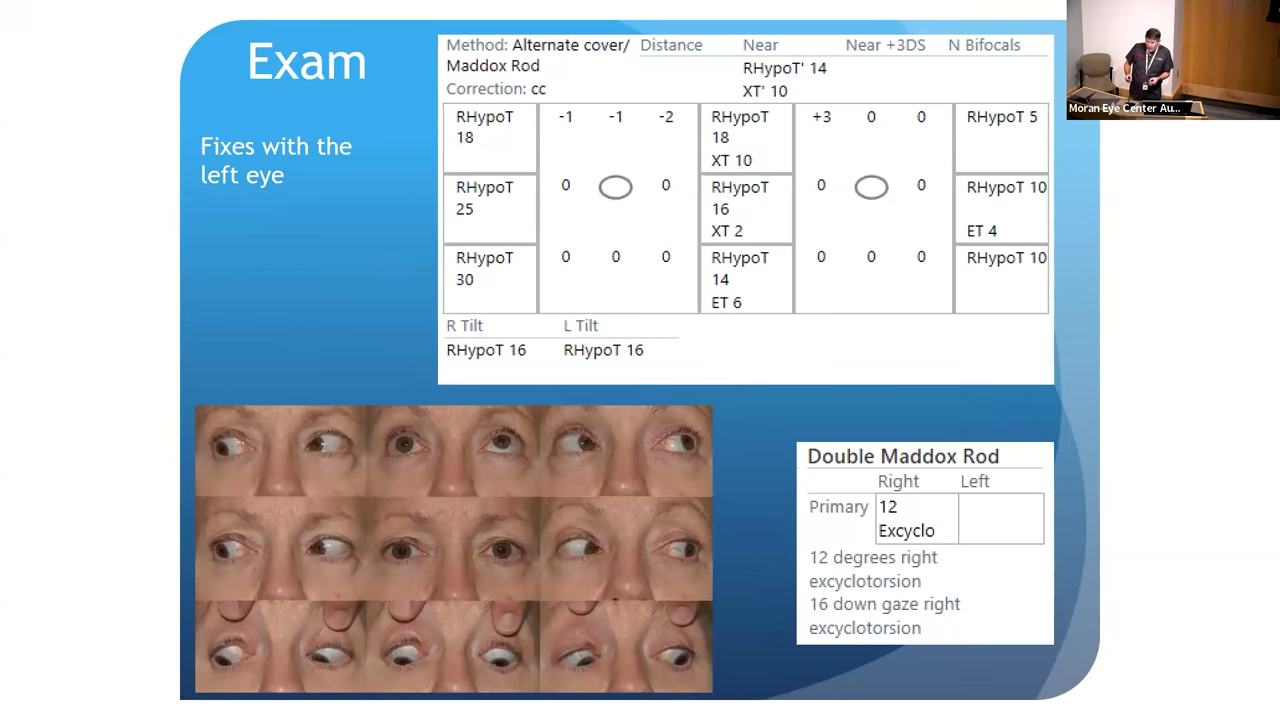 Exam
Fixes with the
left eye
Method: Alternate cover/ Distance Near Near +3DS N Bifocals
Maddox Rod RHypoT' 14
Correction: cc XT' 10
RHypoT -1 -1 -2 RHypoT +3 0 0 RHypoT 5
18 18
XT 10
RHypoT 0 0 RHypoT 0 0 RHypoT 10
25 16
XT 2 ET 4
RHypoT 0 0 0 RHypoT 0 0 0 RHypoT 10
30 14
ET 6
R Tilt L Tilt
RHypoT 16 RHypoT 16
Double Maddox Rod
Right Left
Primary 12
Excyclo
12 degrees right
excyclotorsion
16 down gaze right
excyclotorsion
Moran Eye Center Au...